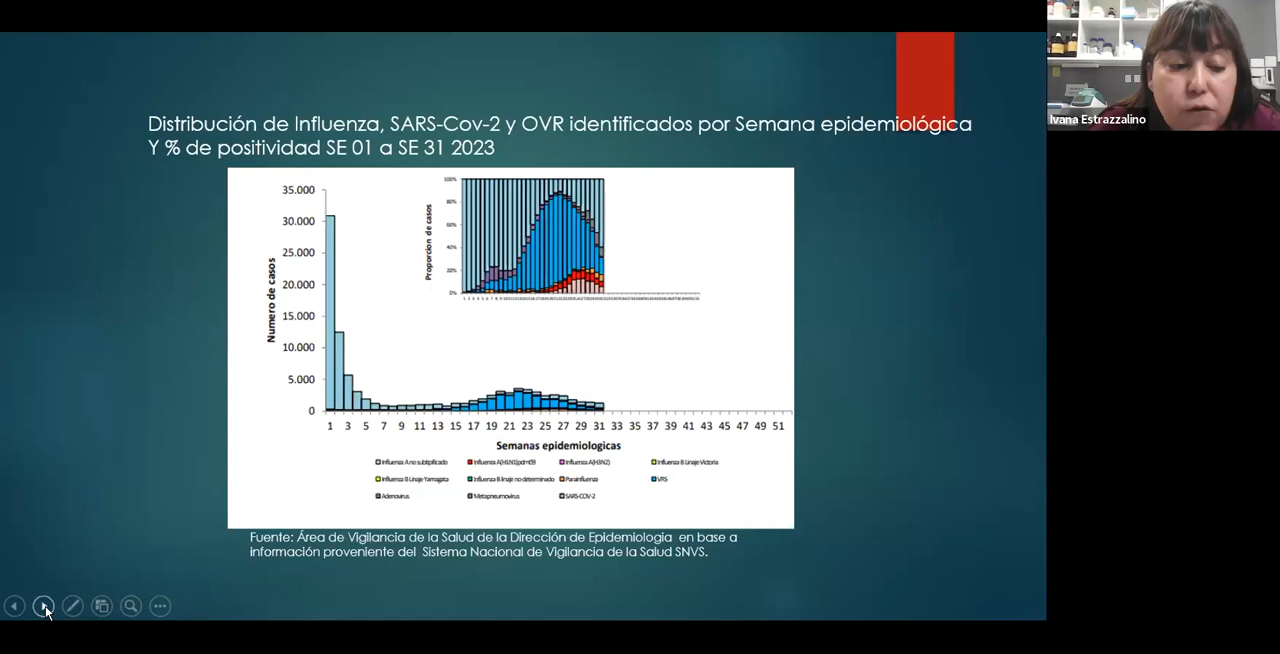 Distribución de Influenza, SARS-Cov-2 y OVR identificados por Semana epidemiológica
Y % de positividad SE 01 a SE 31 2023
Ivana Estrazzalino
100%
80%
60%
40%
20%
0%
Proporcion de casos
35.000
30.000
25.000
20.000
15.000
10.000
5.000
0
Numero de casos
1 3 5 7 9 11 13 15 17 19 21 23 25 27 29 31 33 35 37 39 41 43 45 47 49 51
Semanas epidemiologicas
Influenza A no subtipificado Influenza A(H1N1)pdm09 Influenza A(H3N2) Influenza B Linaje Victoria
Influenza B Linaje Yamagata Influenza B linaje no determinado Parainfluenza VRS
Adenovirus Metapneumovirus SARS-COV-2
Fuente: Área de Vigilancia de la Salud de la Dirección de Epidemiologia en base a
información proveniente del Sistema Nacional de Vigilancia de la Salud SNVS.